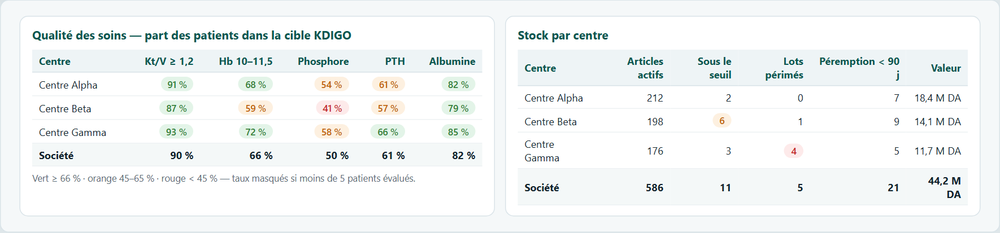 Qualité des soins — part des patients dans la cible KDIGO
Centre Kt/V ≥ 1,2 Hb 10–11,5 Phosphore PTH Albumine
Centre Alpha 91 % 68 % 54 % 61 % 82 %
Centre Beta 87 % 59 % 41 % 57 % 79 %
Centre Gamma 93 % 72 % 58 % 66 % 85 %
Société 90 % 66 % 50 % 61 % 82 %
Vert ≥ 66 % · orange 45–65 % · rouge < 45 % — taux masqués si moins de 5 patients évalués.
Stock par centre
Centre Articles actifs Sous le seuil Lots périmés Péremption < 90 j Valeur
Centre Alpha 212 2 0 7 18,4 M DA
Centre Beta 198 6 1 9 14,1 M DA
Centre Gamma 176 3 4 5 11,7 M DA
Société 586 11 5 21 44,2 M DA